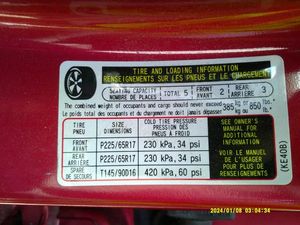 TIRE AND LOADING INFORMATION
RENSEIGNEMENTS SUR LES PNEUS ET LE CHARGEMENT
SEATING CAPACITY
NOMBRE DE PLACES
TOTAL 5
FRONT
AVANT 2
REAR
ARRIERE 3
The combined weight of occupants and cargo should never exceed
Le poids total des occupants et du chargement ne doit jamais dépasser
385 kg or/ou 850 lb./lb.
TIRE
PNEU
SIZE
DIMENSIONS
COLD TIRE PRESSURE
PRESSION DES
PNEUS A FROID
FRONT
AVANT
P225/65R17
230 kPa, 34 psi
REAR
ARRIERE
P225/65R17
230 kPa, 34 psi
SPARE
DE SECOURS
T145/90D16
420 kPa, 60 psi
SEE OWNER'S
MANUAL FOR
ADDITIONAL
INFORMATION
VOIR LE MANUEL
DE L'USAGER
POUR PLUS DE
RENSEIGNEMENTS
(KE40B)
2024/01/08 03:04:34